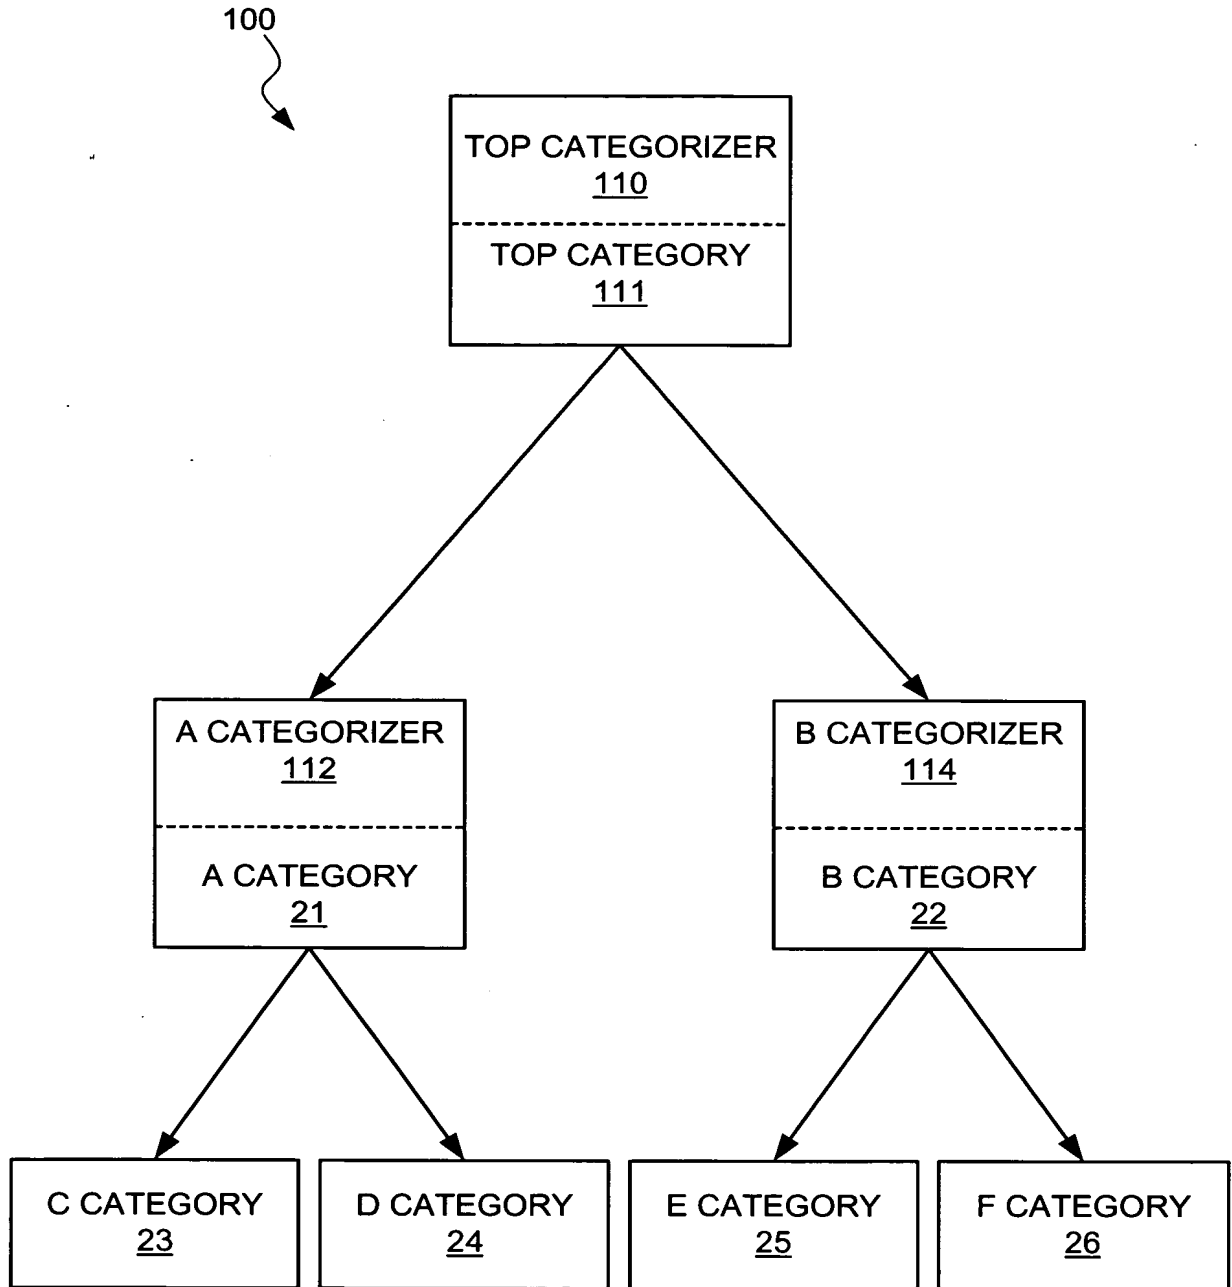 100
TOP CATEGORIZER
110
TOP CATEGORY
111
A CATEGORIZER
112
A CATEGORY
21
B CATEGORIZER
114
B CATEGORY
22
C CATEGORY
23
D CATEGORY
24
E CATEGORY
25
F CATEGORY
26